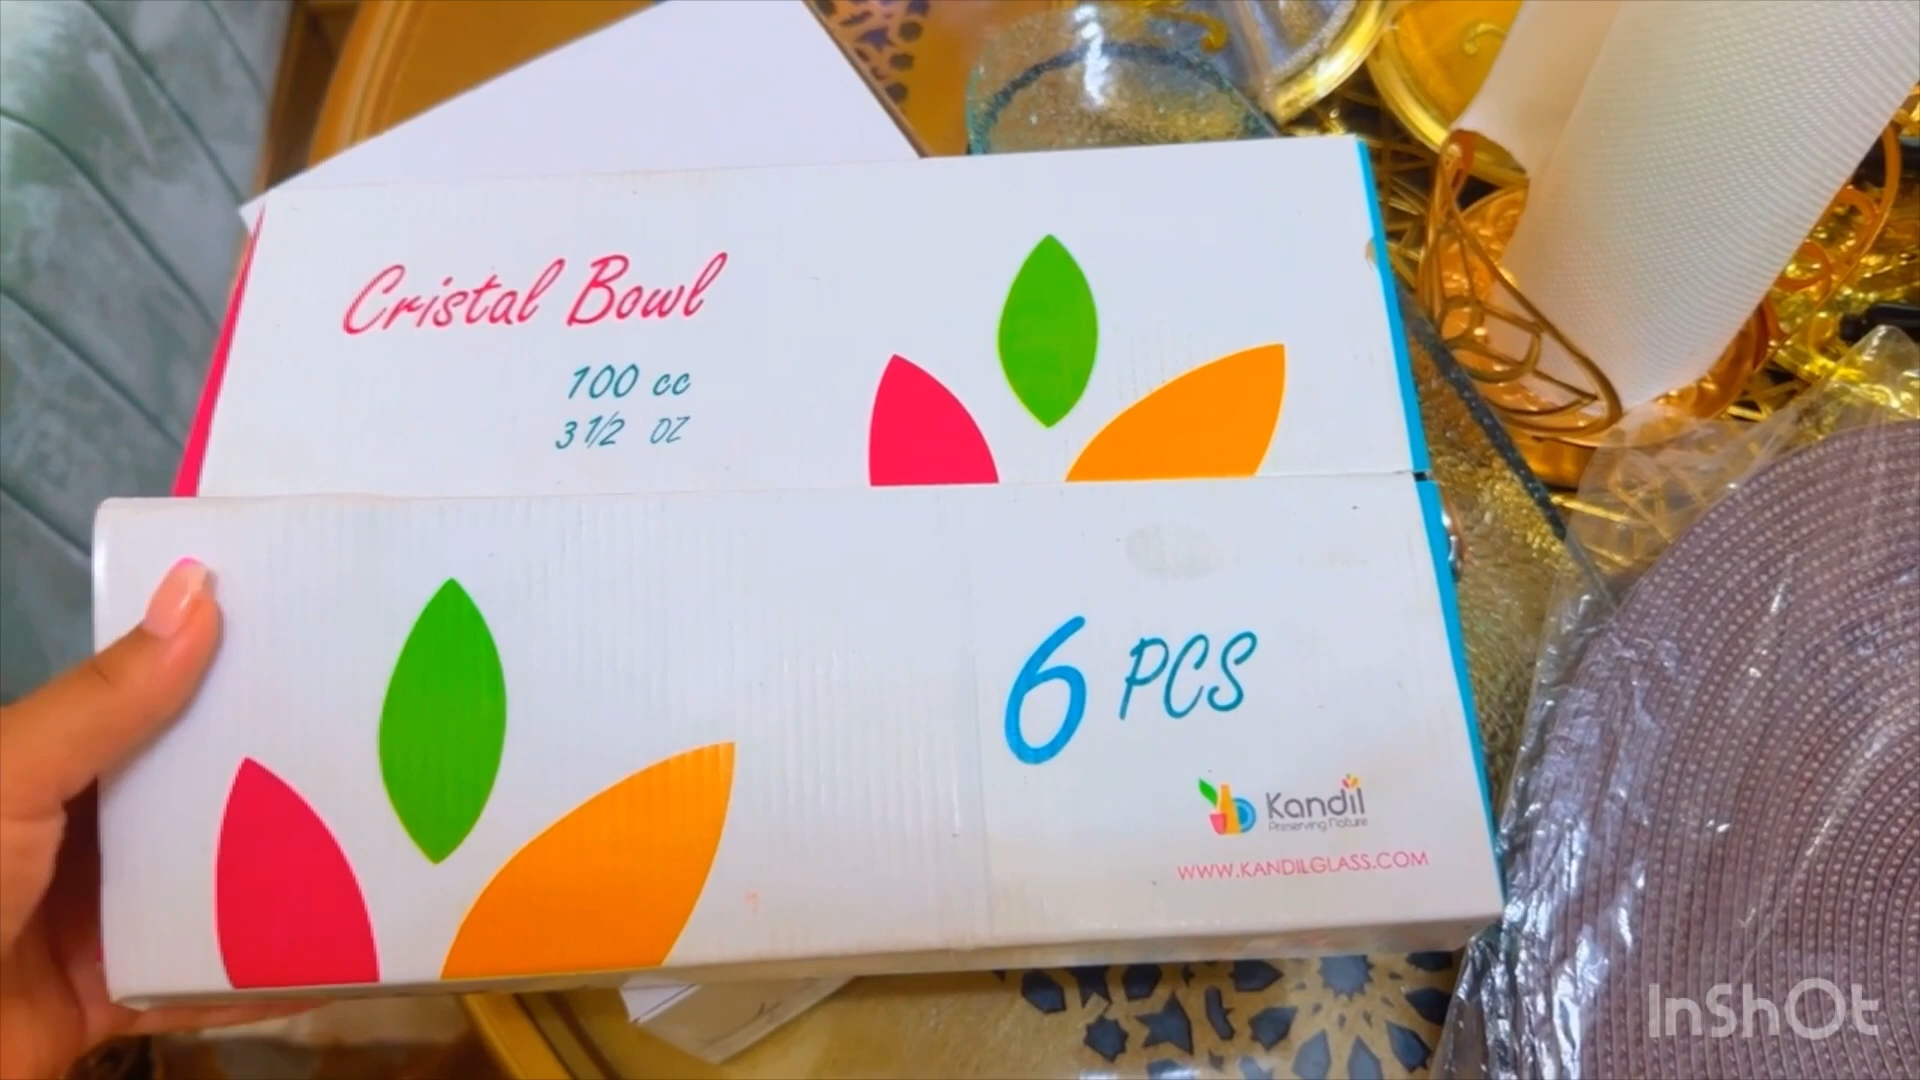 Cristal Bowl
100 cc
3 1/2 OZ
6 PCS
Kandil
Preserving Nature
WWW.KANDILGLASS.COM
InShOt